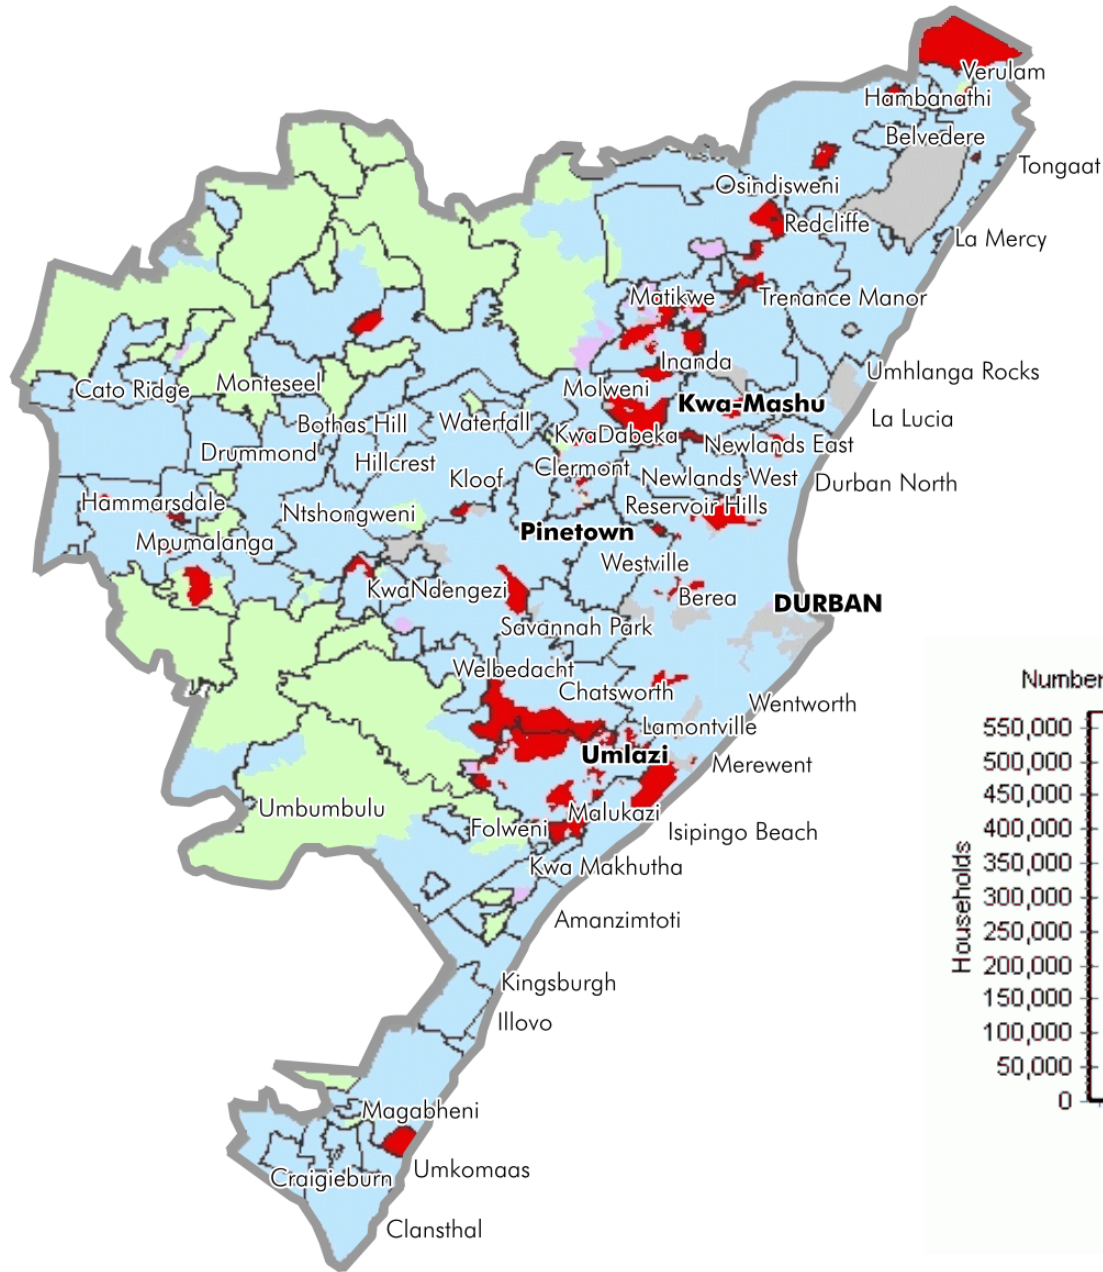 Verulam
Hambanathi
Belvedere
Tongaat
Osindisweni
Redcliffe
La Mercy
Matikwe
Trenance Manor
Inanda
Umhlanga Rocks
Cato Ridge
Monteseel
Molweni
Kwa-Mashu
La Lucia
Bothas Hill
Waterfall
KwaDabeka
Newlands East
Drummond
Hillcrest
Kloof
Clermont
Newlands West
Durban North
Hammarsdale
Ntshongweni
Reservoir Hills
Pinetown
Mpumalanga
Westville
KwaNdengezi
Berea
DURBAN
Savannah Park
Welbedacht
Chatsworth
Wentworth
Lamontville
Umlazi
Merewent
Umbumbulu
Malukazi
Folweni
Isipingo Beach
Kwa Makhutha
Amanzimtoti
Kingsburgh
Illovo
Magabheni
Umkomaas
Craigieburn
Clansthal
Number
Households
550,000
500,000
450,000
400,000
350,000
300,000
250,000
200,000
150,000
100,000
50,000
0